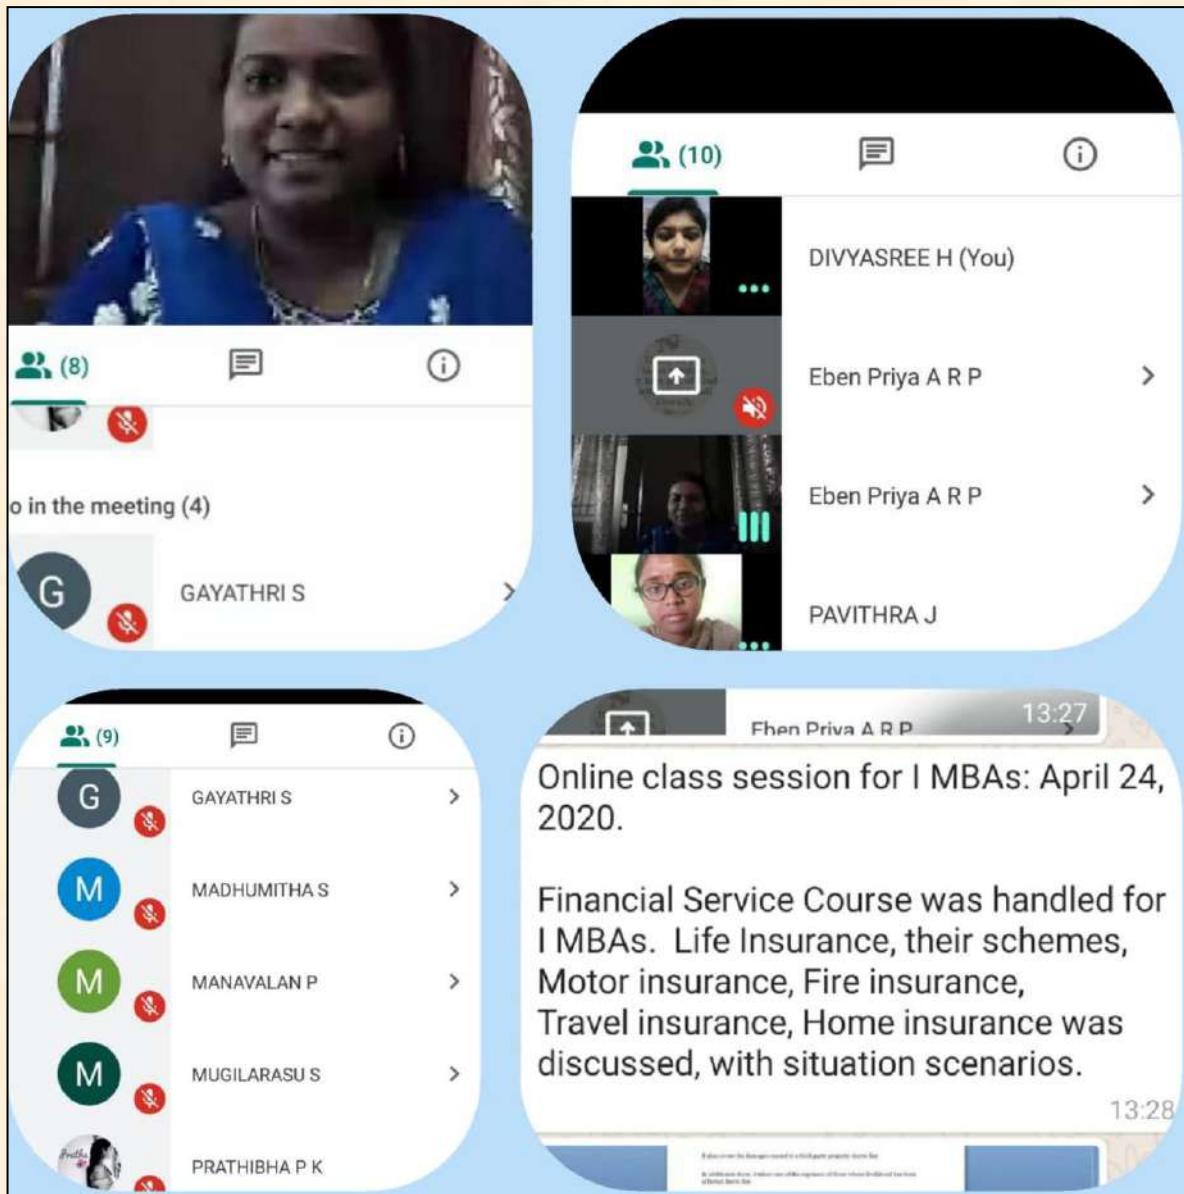 (8)
o in the meeting (4)
G
GAYATHRI S
(10)
DIVYASREE H (You)
Eben Priya A R P
Eben Priya A R P
PAVITHRA J
(9)
G
GAYATHRI S
M
MADHUMITHA S
M
MANAVALAN P
M
MUGILARASU S
PRATHIBHA P K
Eben Priya A R P
13:27
Online class session for I MBAs: April 24,
2020.
Financial Service Course was handled for
I MBAs. Life Insurance, their schemes,
Motor insurance, Fire insurance,
Travel insurance, Home insurance was
discussed, with situation scenarios.
13:28